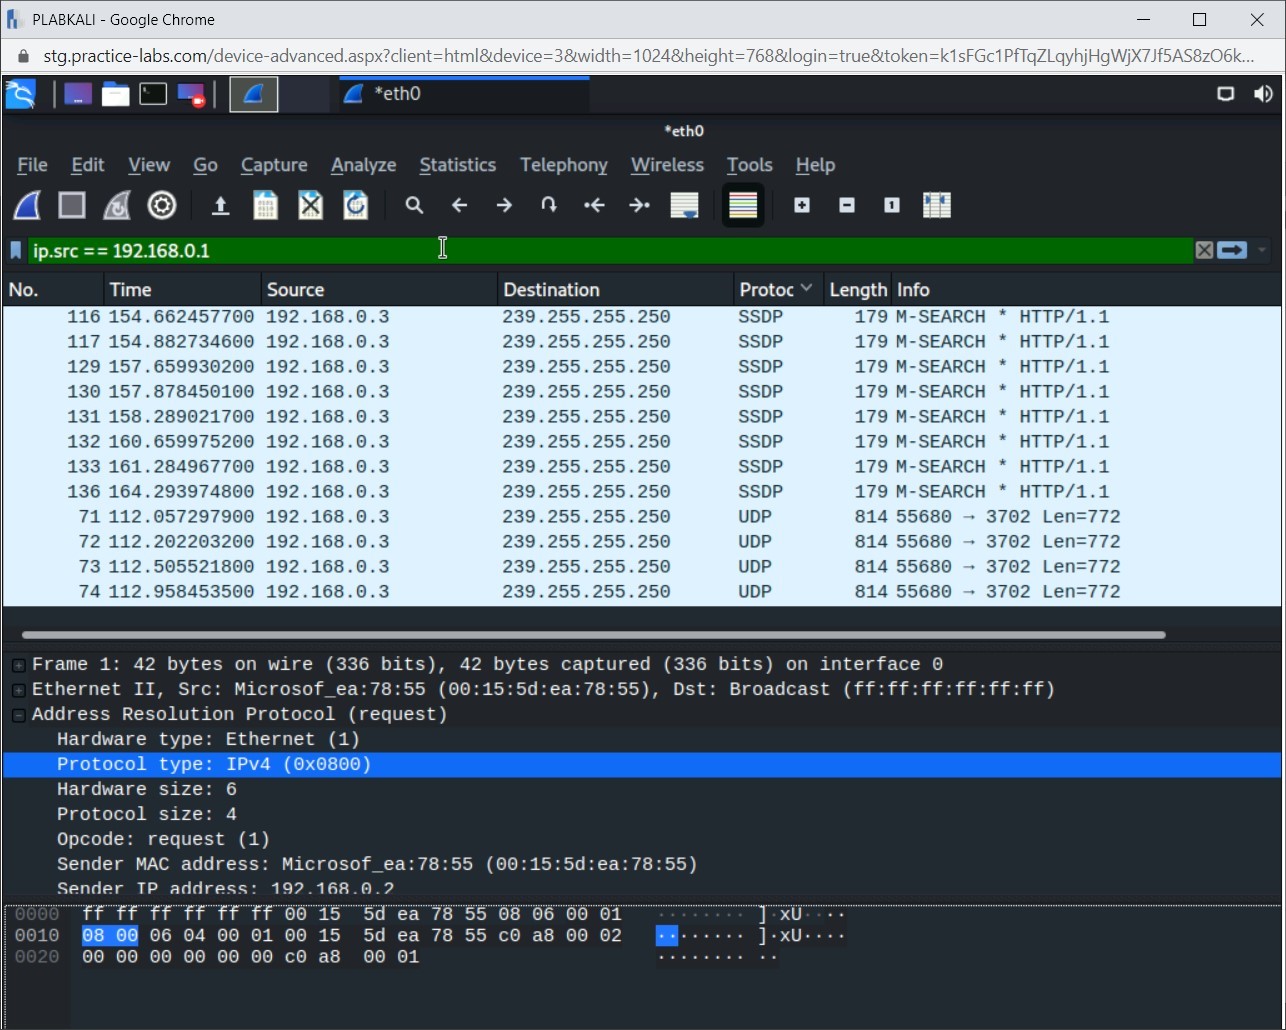 PLABKALI - Google Chrome
stg.practice-labs.com/device-advanced.aspx?client=html&device=3&width=1024&height=768&login=true&token=k1sFGc1PfTqZLqyhjHgWjX7Jf5AS8zO6k...
*eth0
*eth0
File Edit View Go Capture Analyze Statistics Telephony Wireless Tools Help
ip.src == 192.168.0.1
No. Time Source Destination Protoc Length Info
116 154.662457700 192.168.0.3 239.255.255.250 SSDP 179 M-SEARCH * HTTP/1.1
117 154.882734600 192.168.0.3 239.255.255.250 SSDP 179 M-SEARCH * HTTP/1.1
129 157.659930200 192.168.0.3 239.255.255.250 SSDP 179 M-SEARCH * HTTP/1.1
130 157.878450100 192.168.0.3 239.255.255.250 SSDP 179 M-SEARCH * HTTP/1.1
131 158.289021700 192.168.0.3 239.255.255.250 SSDP 179 M-SEARCH * HTTP/1.1
132 160.659975200 192.168.0.3 239.255.255.250 SSDP 179 M-SEARCH * HTTP/1.1
133 161.284967700 192.168.0.3 239.255.255.250 SSDP 179 M-SEARCH * HTTP/1.1
136 164.293974800 192.168.0.3 239.255.255.250 SSDP 179 M-SEARCH * HTTP/1.1
71 112.057297900 192.168.0.3 239.255.255.250 UDP 814 55680 → 3702 Len=772
72 112.202203200 192.168.0.3 239.255.255.250 UDP 814 55680 → 3702 Len=772
73 112.505521800 192.168.0.3 239.255.255.250 UDP 814 55680 → 3702 Len=772
74 112.958453500 192.168.0.3 239.255.255.250 UDP 814 55680 → 3702 Len=772
Frame 1: 42 bytes on wire (336 bits), 42 bytes captured (336 bits) on interface 0
Ethernet II, Src: Microsof_ea:78:55 (00:15:5d:ea:78:55), Dst: Broadcast (ff:ff:ff:ff:ff:ff)
Address Resolution Protocol (request)
Hardware type: Ethernet (1)
Protocol type: IPv4 (0x0800)
Hardware size: 6
Protocol size: 4
Opcode: request (1)
Sender MAC address: Microsof_ea:78:55 (00:15:5d:ea:78:55)
Sender IP address: 192.168.0.2
0000 ff ff ff ff ff ff 00 15 5d ea 78 55 08 06 00 01 ········ ]·xU····
0010 08 00 06 04 00 01 00 15 5d ea 78 55 c0 a8 00 02 ········ ]·xU····
0020 00 00 00 00 00 00 c0 a8 00 01 ········ ··